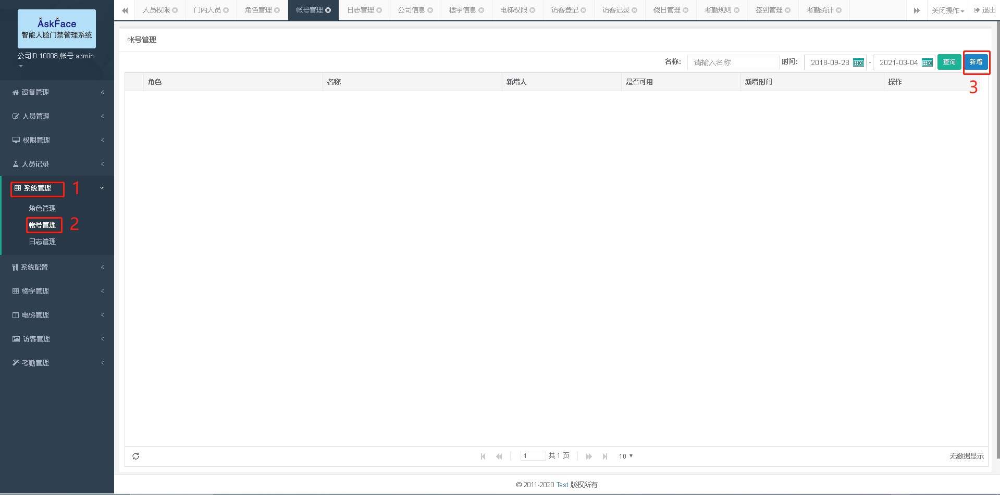 AskFace
智能人脸门禁管理系统
公司ID:10008,帐号:admin
设备管理
人员管理
权限管理
人员记录
系统管理 1
角色管理
帐号管理 2
日志管理
系统配置
楼宇管理
电梯管理
访客管理
考勤管理
人员权限 门内人员 角色管理 帐号管理 日志管理 公司信息 楼宇信息 电梯权限 访客登记 访客记录 假日管理 考勤规则 签到管理 考勤统计 关闭操作 退出
帐号管理
名称: 请输入名称 时间: 2018-09-28 - 2021-03-04 查询 新增
3
角色 名称 新增人 是否可用 新增时间 操作
1 共 1 页 10 无数据显示
© 2011-2020 Test 版权所有